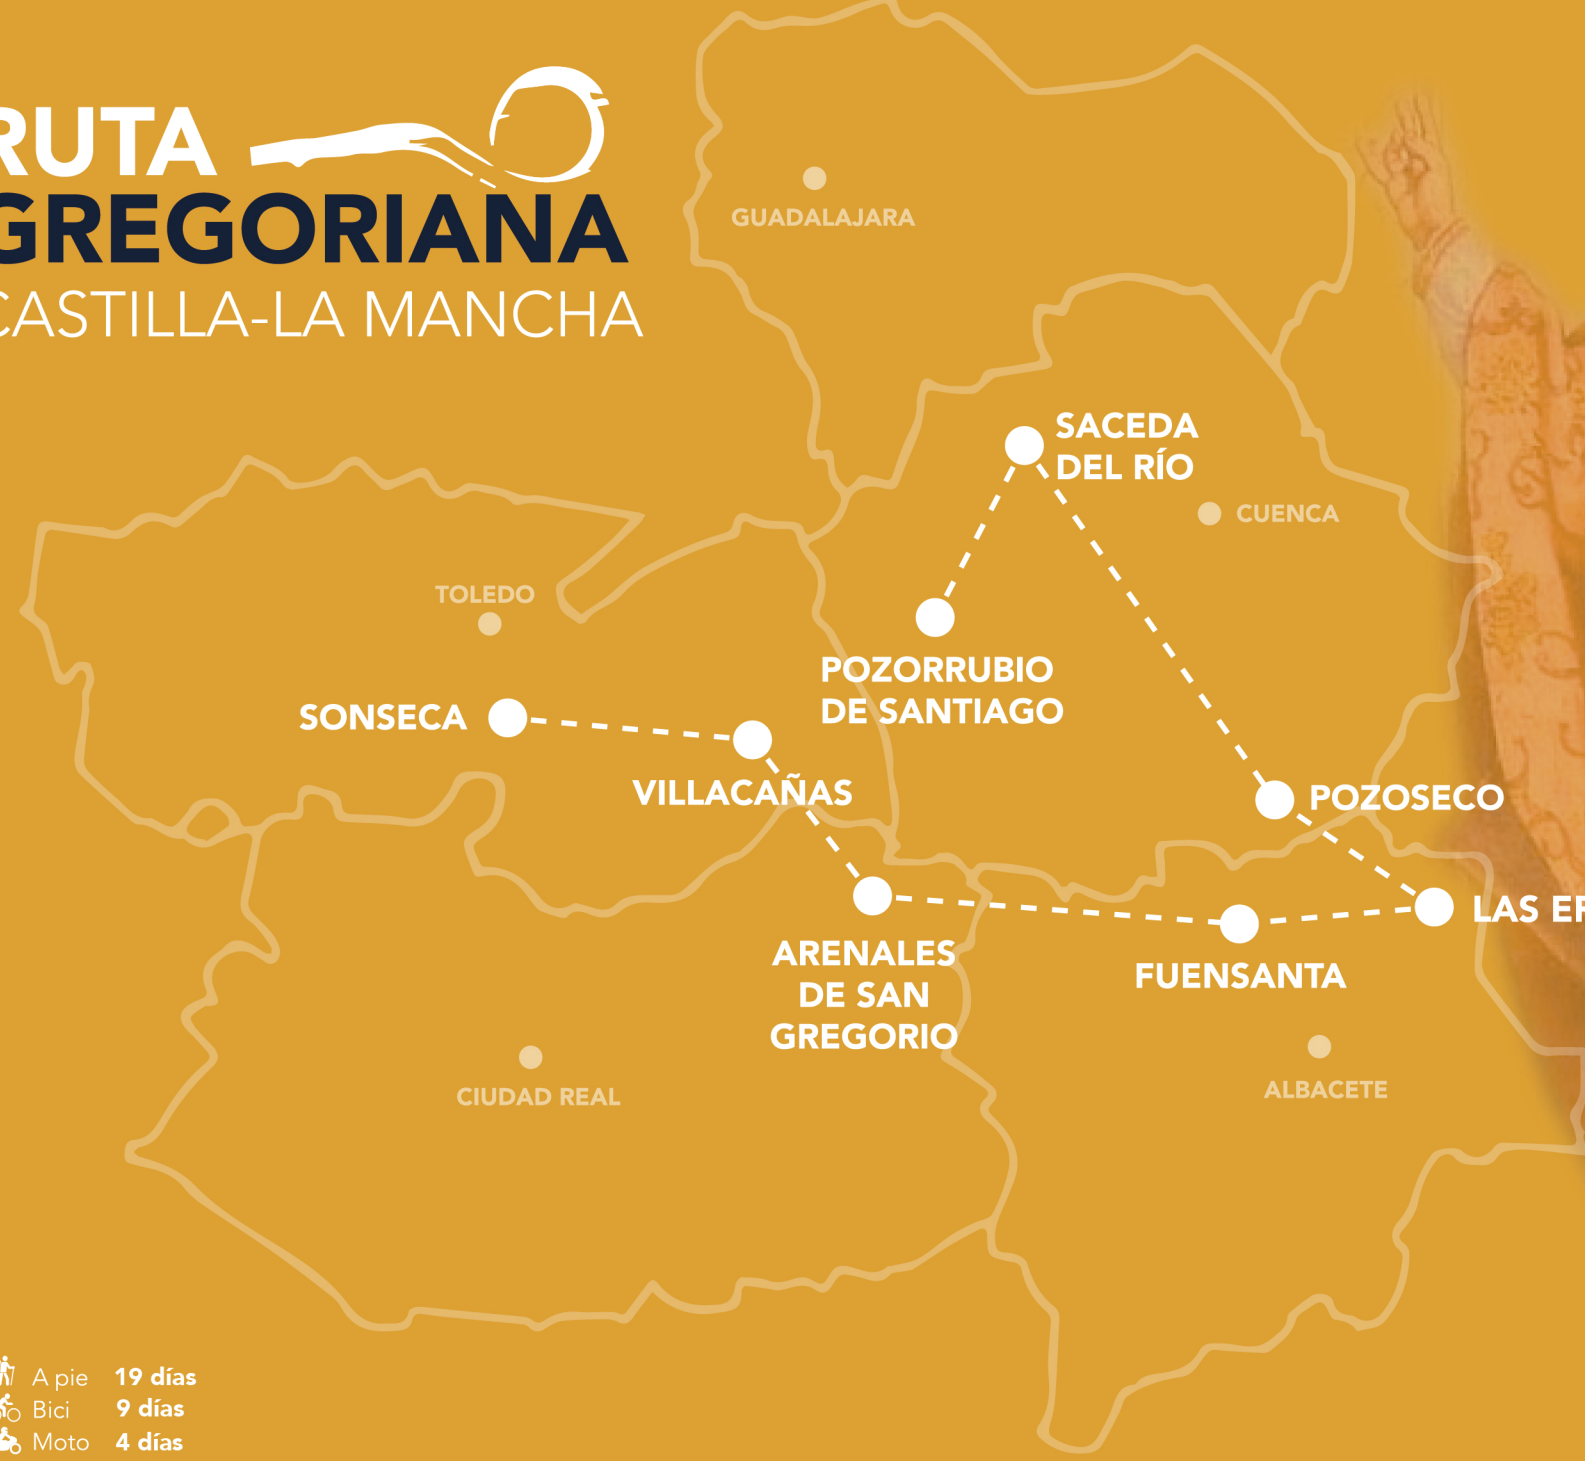 RUTA
GREGORIANA
CASTILLA-LA MANCHA
GUADALAJARA
SACEDA
DEL RÍO
CUENCA
TOLEDO
POZORRUBIO
DE SANTIAGO
SONSECA
VILLACAÑAS
POZOSECO
LAS
ARENALES
DE SAN
GREGORIO
FUENSANTA
CIUDAD REAL
ALBACETE
A pie 19 días
Bici 9 días
Moto 4 días